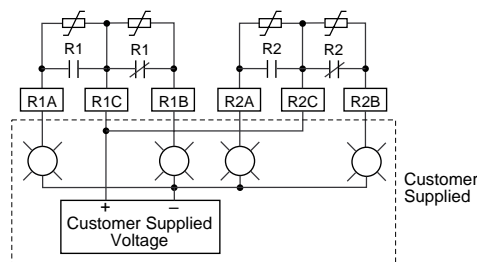 R1 R1 R2 R2
R1A R1C R1B R2A R2C R2B
Customer
Supplied
+ –
Customer Supplied
Voltage